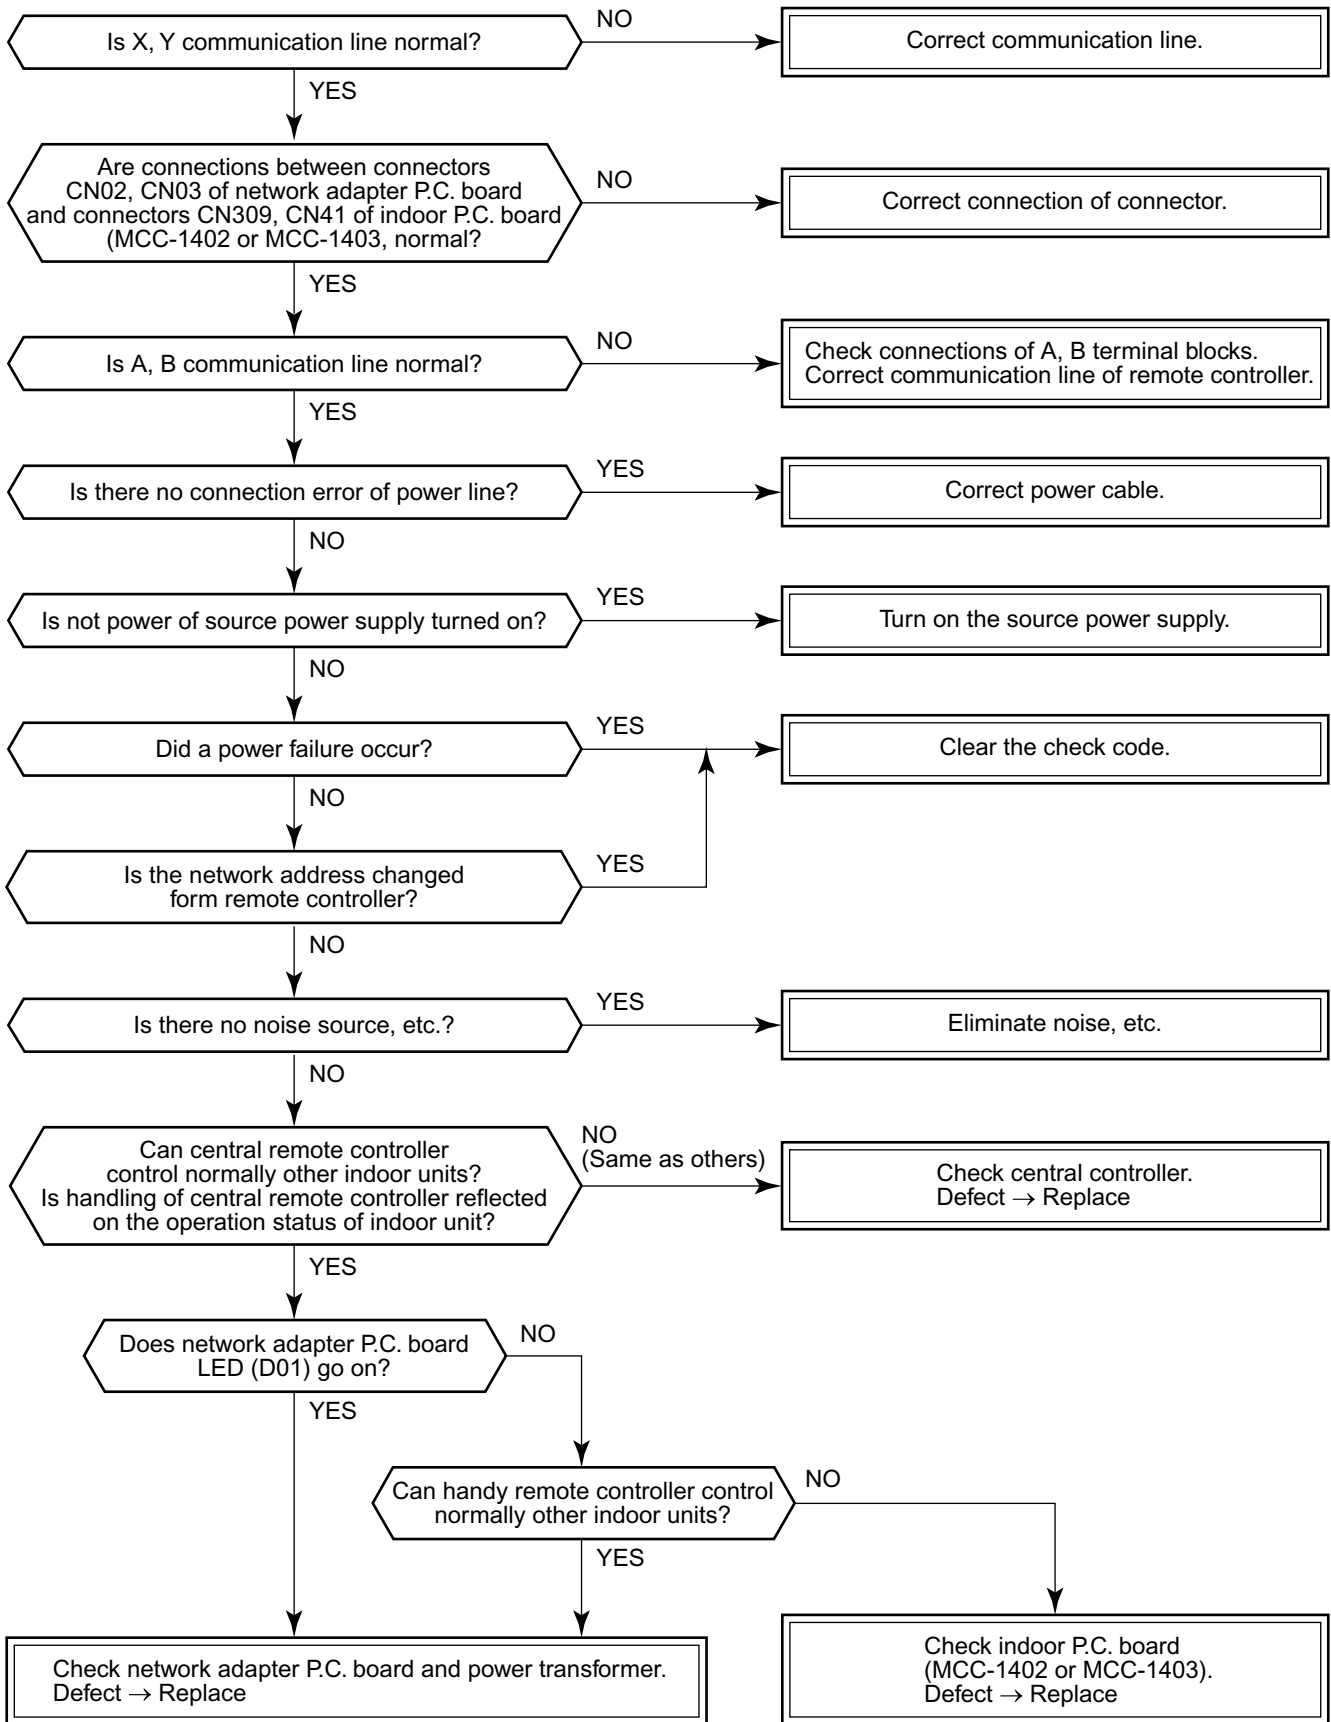 Is X, Y communication line normal?
NO
Correct communication line.
YES
Are connections between connectors
CN02, CN03 of network adapter P.C. board
and connectors CN309, CN41 of indoor P.C. board
(MCC-1402 or MCC-1403, normal?
NO
Correct connection of connector.
YES
Is A, B communication line normal?
NO
Check connections of A, B terminal blocks.
Correct communication line of remote controller.
YES
Is there no connection error of power line?
YES
Correct power cable.
NO
Is not power of source power supply turned on?
YES
Turn on the source power supply.
NO
Did a power failure occur?
YES
Clear the check code.
NO
Is the network address changed
form remote controller?
YES
NO
Is there no noise source, etc.?
YES
Eliminate noise, etc.
NO
Can central remote controller
control normally other indoor units?
Is handling of central remote controller reflected
on the operation status of indoor unit?
NO
(Same as others)
Check central controller.
Defect → Replace
YES
Does network adapter P.C. board
LED (D01) go on?
NO
YES
Can handy remote controller control
normally other indoor units?
NO
YES
Check network adapter P.C. board and power transformer.
Defect → Replace
Check indoor P.C. board
(MCC-1402 or MCC-1403).
Defect → Replace